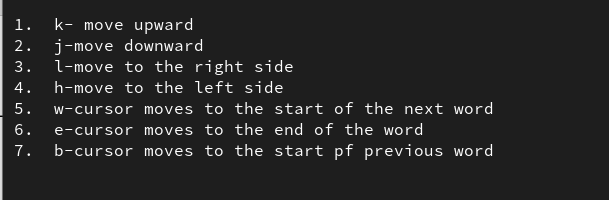 1. k- move upward
2. j-move downward
3. l-move to the right side
4. h-move to the left side
5. w-cursor moves to the start of the next word
6. e-cursor moves to the end of the word
7. b-cursor moves to the start pf previous word